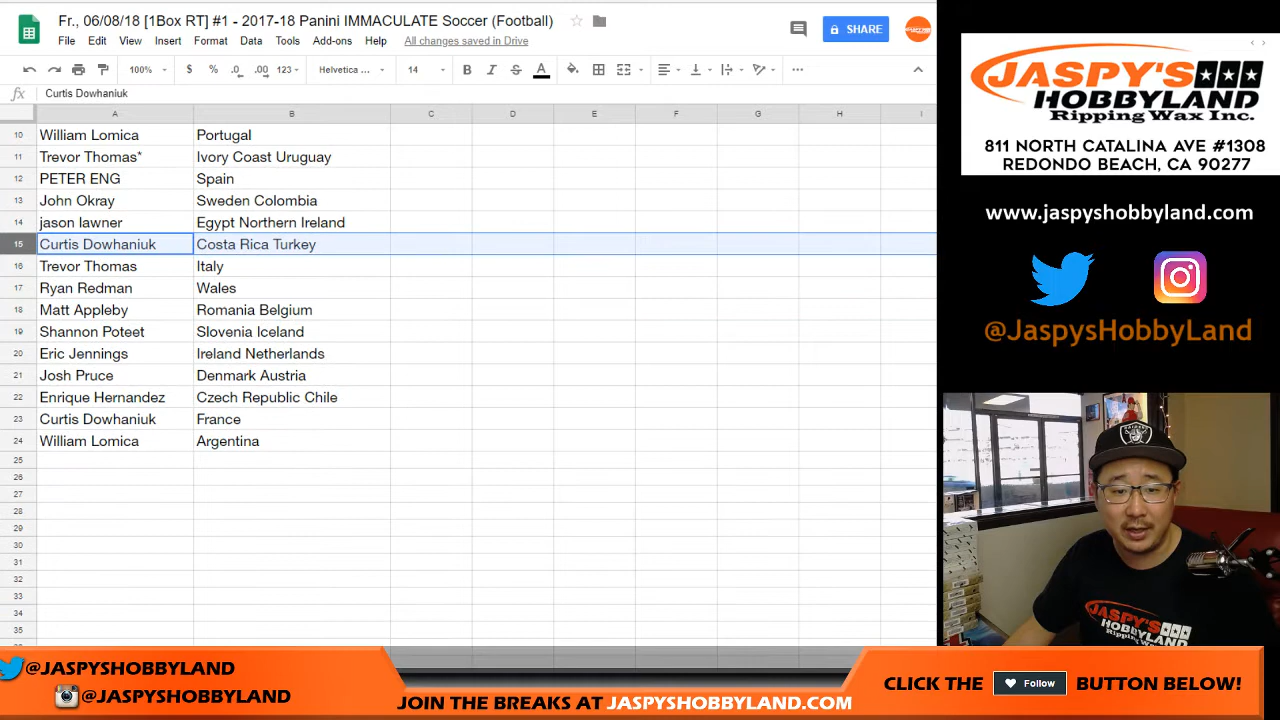 Fr., 06/08/18 [1Box RT] #1 - 2017-18 Panini IMMACULATE Soccer (Football)
File Edit View Insert Format Data Tools Add-ons Help All changes saved in Drive
SHARE
100% $ % .0 .00 123 Helvetica ... 14 B I S A
fx Curtis Dowhaniuk
A B C D E F G H I
10 William Lomica Portugal
11 Trevor Thomas* Ivory Coast Uruguay
12 PETER ENG Spain
13 John Okray Sweden Colombia
14 jason lawner Egypt Northern Ireland
15 Curtis Dowhaniuk Costa Rica Turkey
16 Trevor Thomas Italy
17 Ryan Redman Wales
18 Matt Appleby Romania Belgium
19 Shannon Poteet Slovenia Iceland
20 Eric Jennings Ireland Netherlands
21 Josh Pruce Denmark Austria
22 Enrique Hernandez Czech Republic Chile
23 Curtis Dowhaniuk France
24 William Lomica Argentina
25
26
27
28
29
30
31
32
33
34
35
JASPY'S
HOBBYLAND
Ripping Wax Inc.
811 NORTH CATALINA AVE #1308
REDONDO BEACH, CA 90277
www.jaspyshobbyland.com
@JaspysHobbyLand
JASPY'S
HOBBYLAND
Ripping Wax Inc.
@JASPYSHOBBYLAND
@JASPYSHOBBYLAND
JOIN THE BREAKS AT JASPYSHOBBYLAND.COM
CLICK THE Follow BUTTON BELOW!